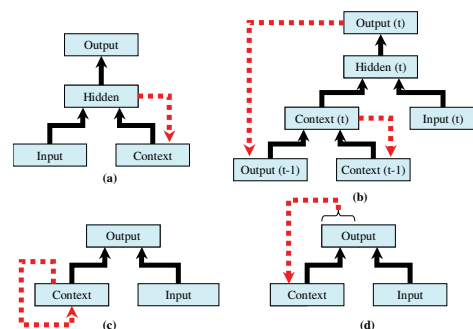 Output
Hidden
Input
Context
(a)
Output (t)
Hidden (t)
Context (t)
Input (t)
Output (t-1)
Context (t-1)
(b)
Output
Context
Input
(c)
Output
Context
Input
(d)